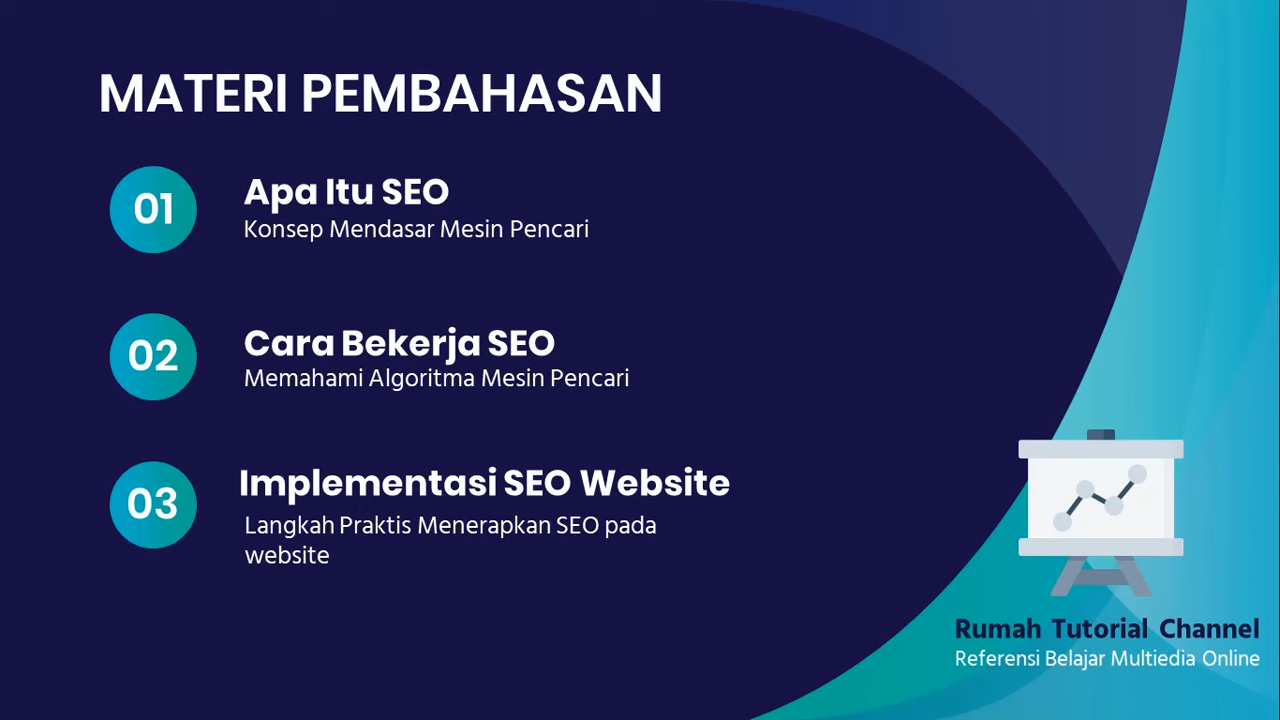 MATERI PEMBAHASAN
01
Apa Itu SEO
Konsep Mendasar Mesin Pencari
02
Cara Bekerja SEO
Memahami Algoritma Mesin Pencari
03
Implementasi SEO Website
Langkah Praktis Menerapkan SEO pada
website
Rumah Tutorial Channel
Referensi Belajar Multiedia Online